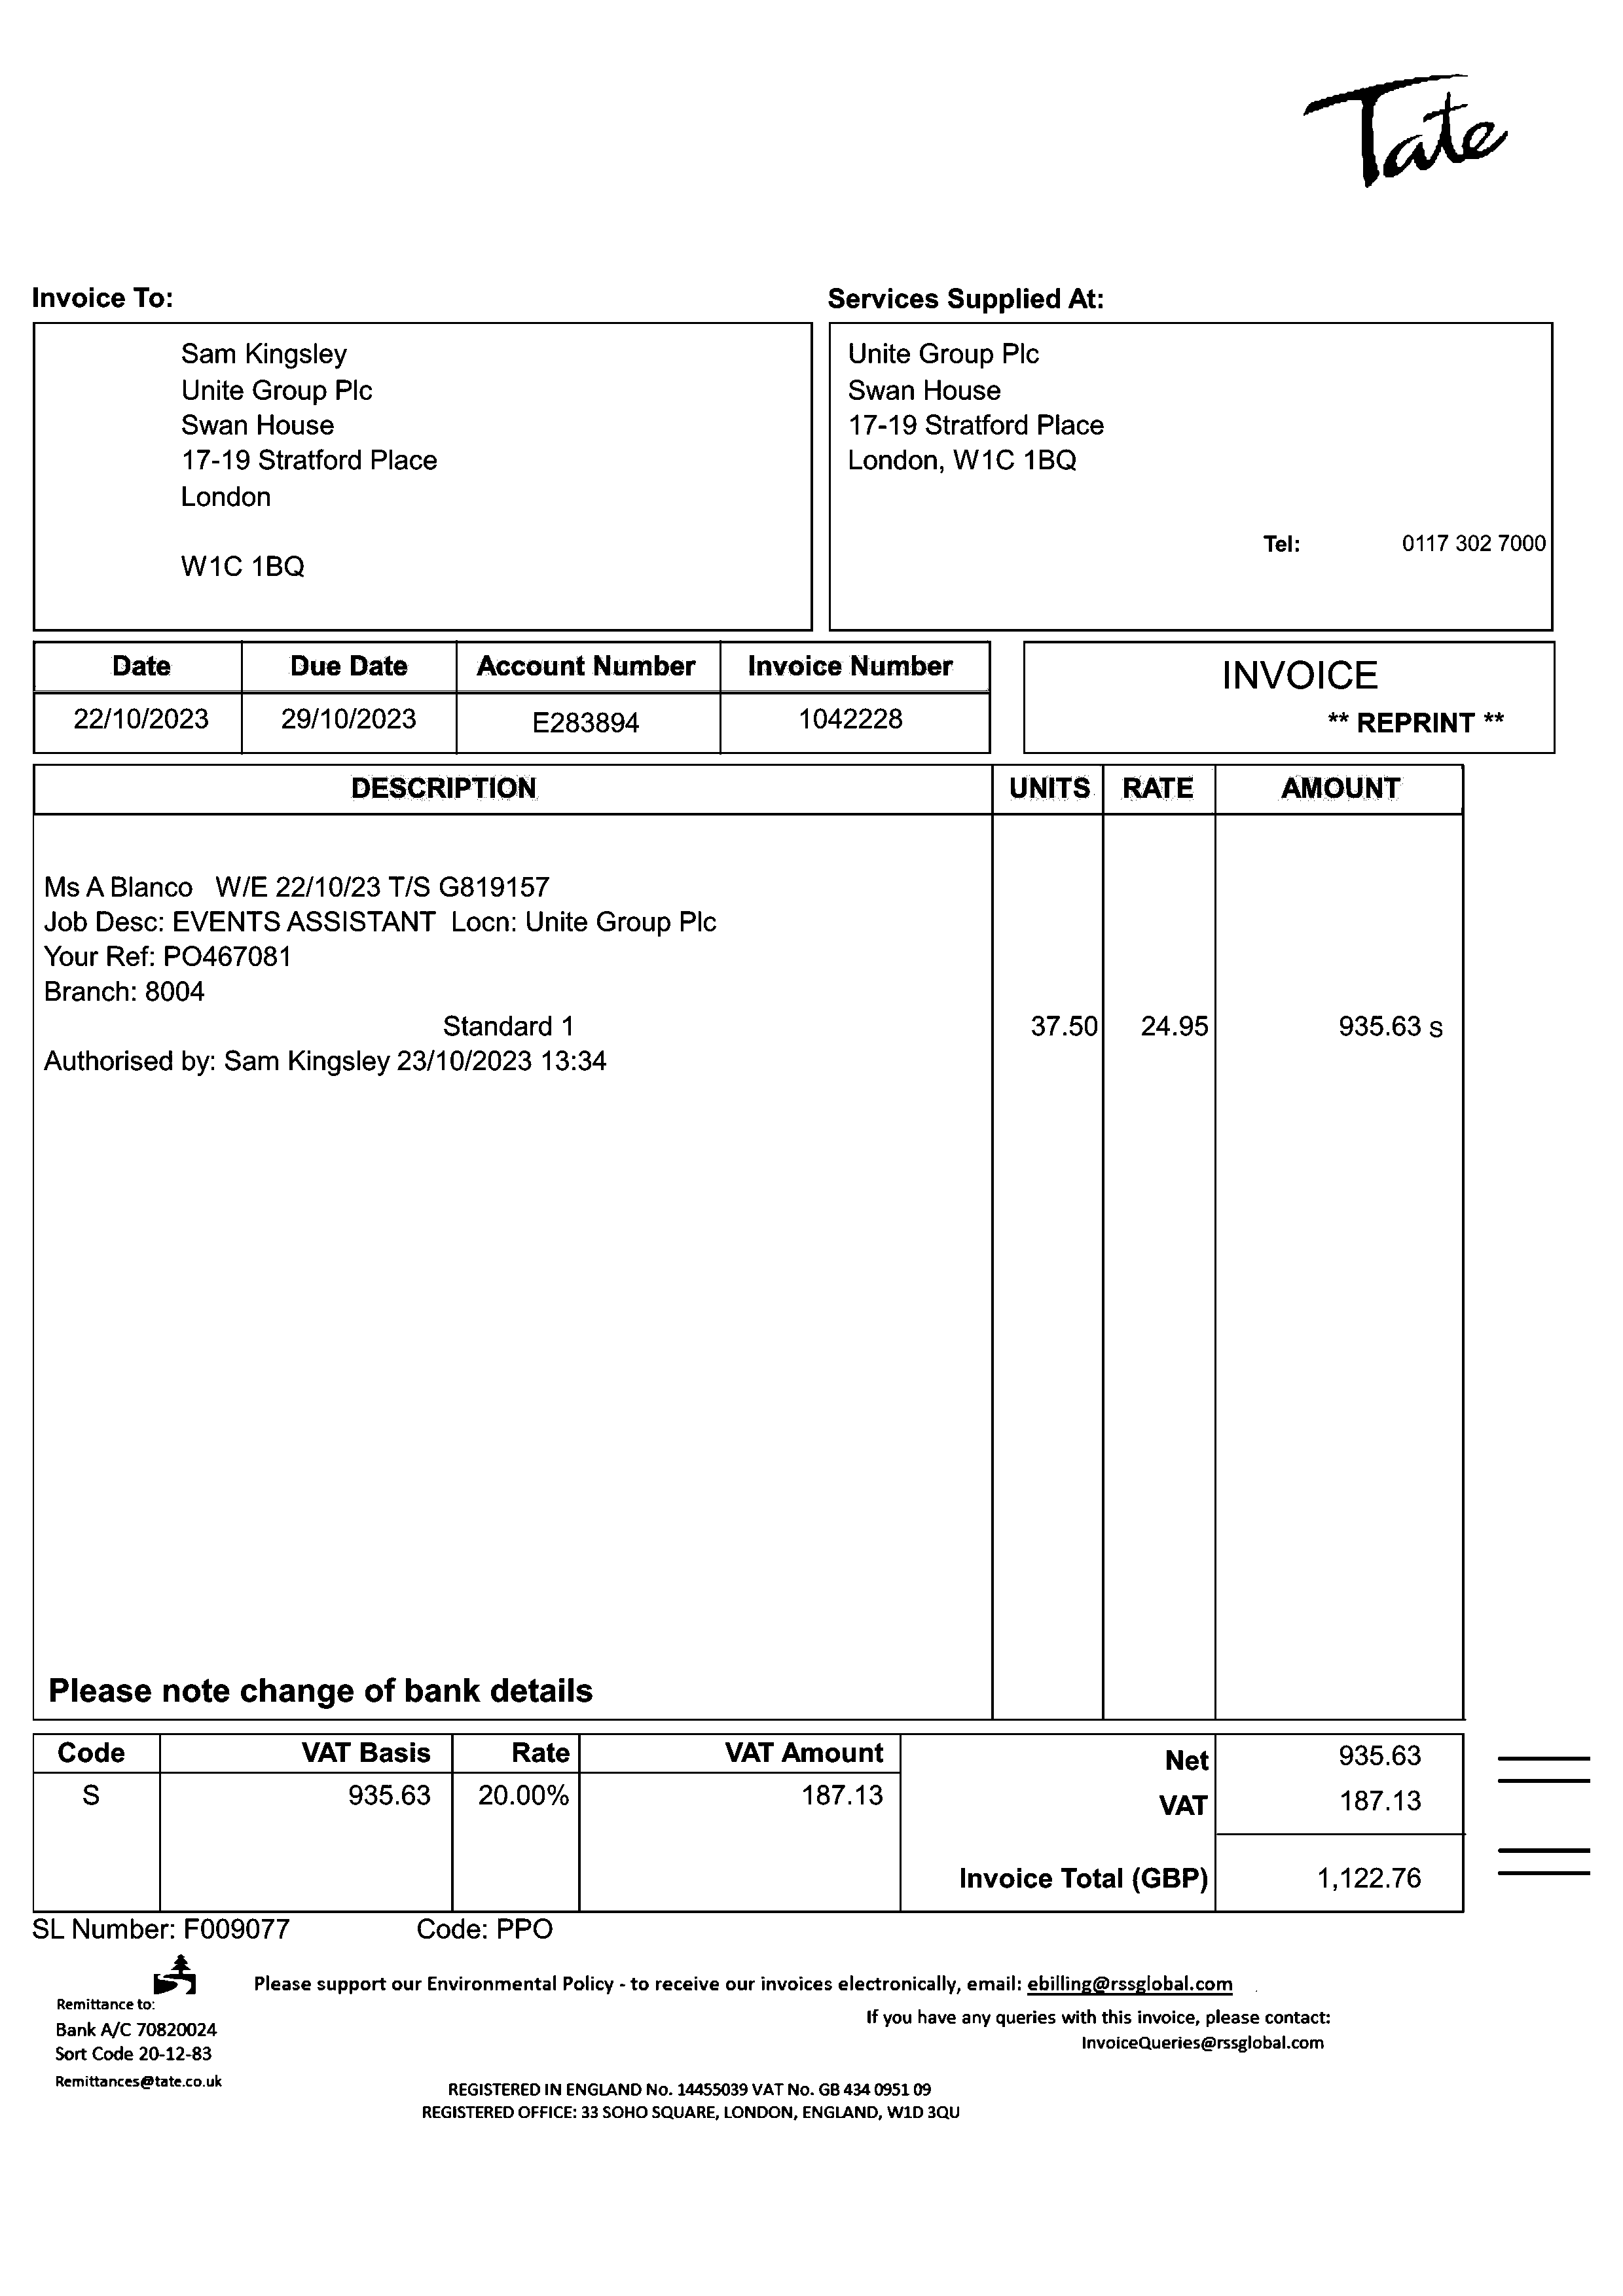 Tate
Invoice To:
Services Supplied At:
Sam Kingsley
Unite Group Plc
Swan House
17-19 Stratford Place
London
W1C 1BQ
Unite Group Plc
Swan House
17-19 Stratford Place
London, W1C 1BQ
Tel: 0117 302 7000
Date Due Date Account Number Invoice Number
22/10/2023 29/10/2023 E283894 1042228
INVOICE
** REPRINT **
DESCRIPTION UNITS RATE AMOUNT
Ms A Blanco W/E 22/10/23 T/S G819157
Job Desc: EVENTS ASSISTANT Locn: Unite Group Plc
Your Ref: PO467081
Branch: 8004
Standard 1 37.50 24.95 935.63 s
Authorised by: Sam Kingsley 23/10/2023 13:34
Please note change of bank details
Code VAT Basis Rate VAT Amount
S 935.63 20.00% 187.13
Net 935.63
VAT 187.13
Invoice Total (GBP) 1,122.76
SL Number: F009077 Code: PPO
Please support our Environmental Policy - to receive our invoices electronically, email: ebilling@rssglobal.com
If you have any queries with this invoice, please contact:
InvoiceQueries@rssglobal.com
Remittance to:
Bank A/C 70820024
Sort Code 20-12-83
Remittances@tate.co.uk
REGISTERED IN ENGLAND No. 14455039 VAT No. GB 434 0951 09
REGISTERED OFFICE: 33 SOHO SQUARE, LONDON, ENGLAND, W1D 3QU